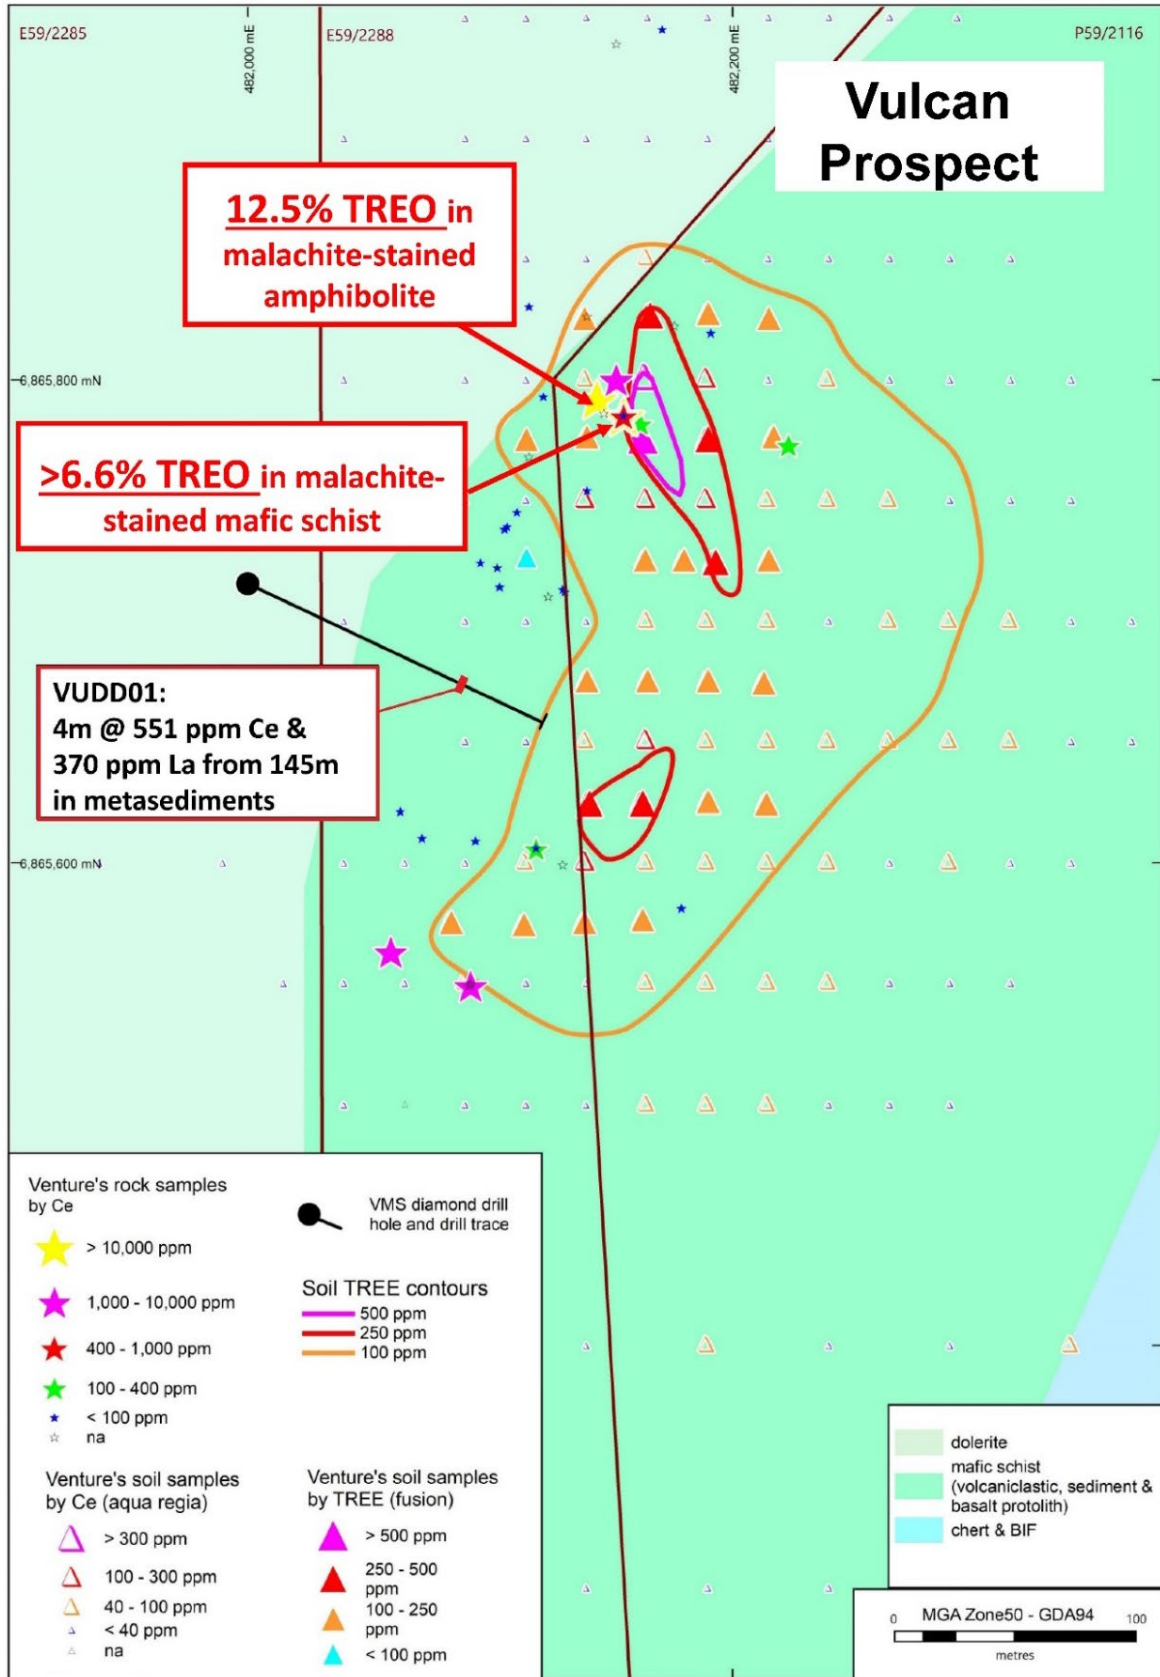 E59/2285
E59/2288
P59/2116
482,000 mE
482,200 mE
Vulcan
Prospect
12.5% TREO in
malachite-stained
amphibolite
6,865,800 mN
>6.6% TREO in malachite-
stained mafic schist
VUDD01:
4m @ 551 ppm Ce &
370 ppm La from 145m
in metasediments
6,865,600 mN
Venture's rock samples
by Ce
> 10,000 ppm
1,000 - 10,000 ppm
400 - 1,000 ppm
100 - 400 ppm
< 100 ppm
na
VMS diamond drill
hole and drill trace
Soil TREE contours
500 ppm
250 ppm
100 ppm
Venture's soil samples
by Ce (aqua regia)
> 300 ppm
100 - 300 ppm
40 - 100 ppm
< 40 ppm
na
Venture's soil samples
by TREE (fusion)
> 500 ppm
250 - 500
ppm
100 - 250
ppm
< 100 ppm
dolerite
mafic schist
(volcaniclastic, sediment &
basalt protolith)
chert & BIF
0 MGA Zone50 - GDA94 100
metres